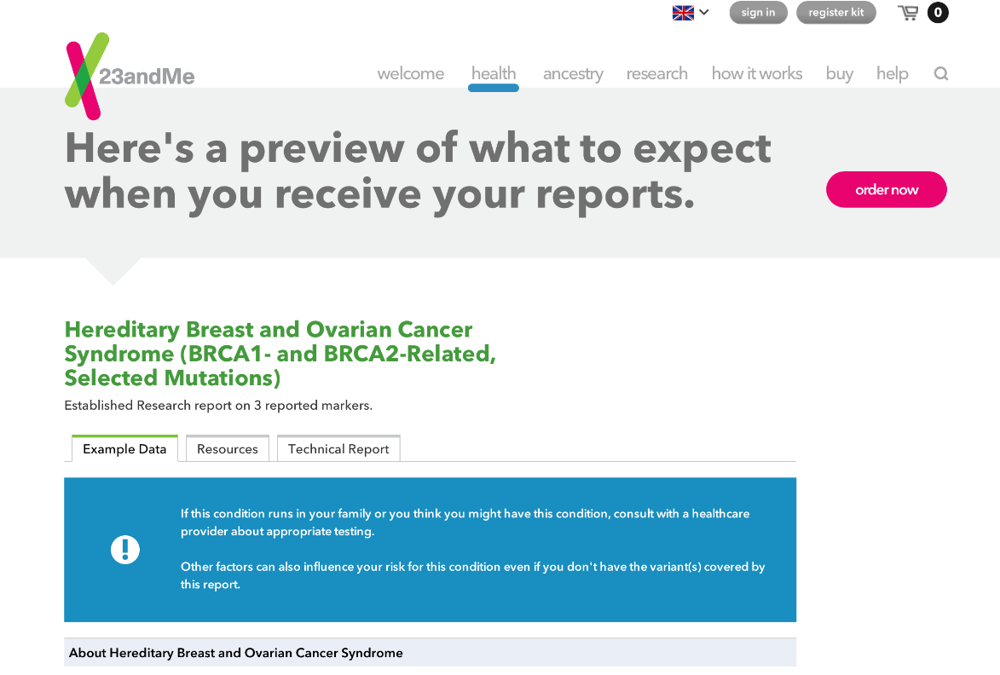 sign in
register kit
0
23andMe
welcome
health
ancestry
research
how it works
buy
help
Here's a preview of what to expect
when you receive your reports.
order now
Hereditary Breast and Ovarian Cancer
Syndrome (BRCA1- and BRCA2-Related,
Selected Mutations)
Established Research report on 3 reported markers.
Example Data
Resources
Technical Report
If this condition runs in your family or you think you might have this condition, consult with a healthcare
provider about appropriate testing.
Other factors can also influence your risk for this condition even if you don't have the variant(s) covered by
this report.
About Hereditary Breast and Ovarian Cancer Syndrome